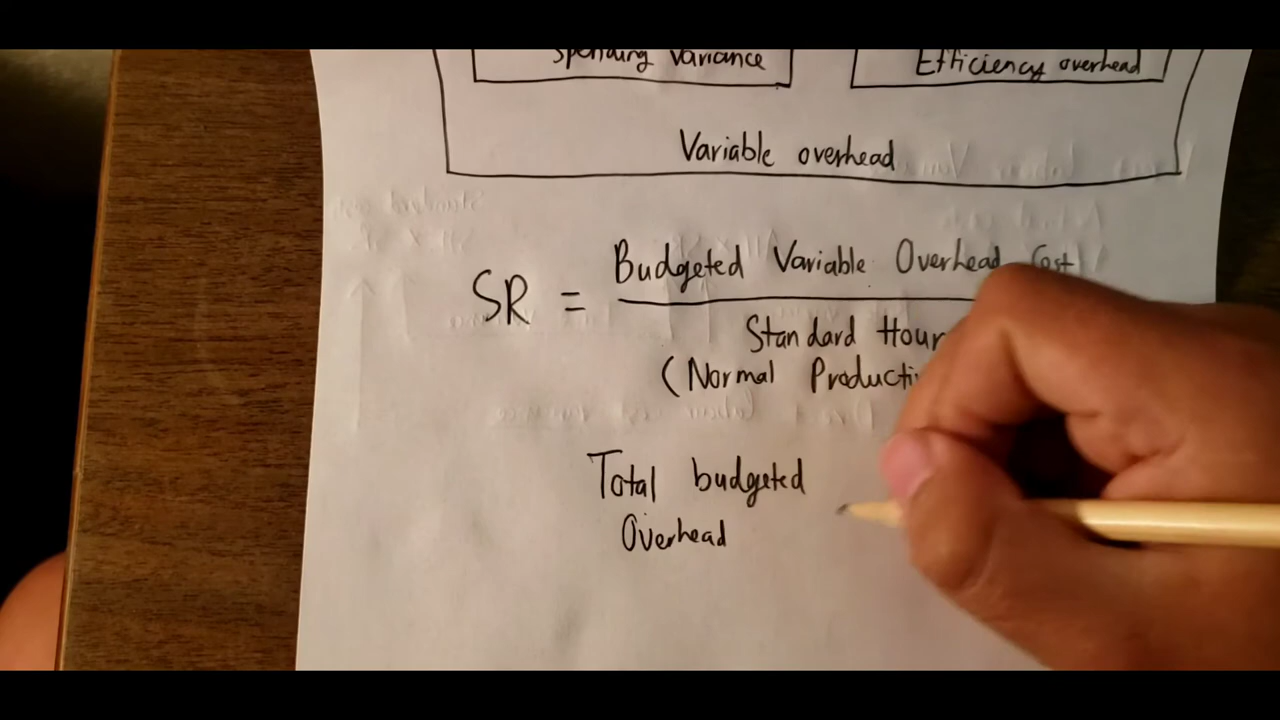 Spending Variance
Efficiency overhead
Variable overhead
SR = Budgeted Variable Overhead Cost
Standard Hour
(Normal Producti
Total budgeted
Overhead